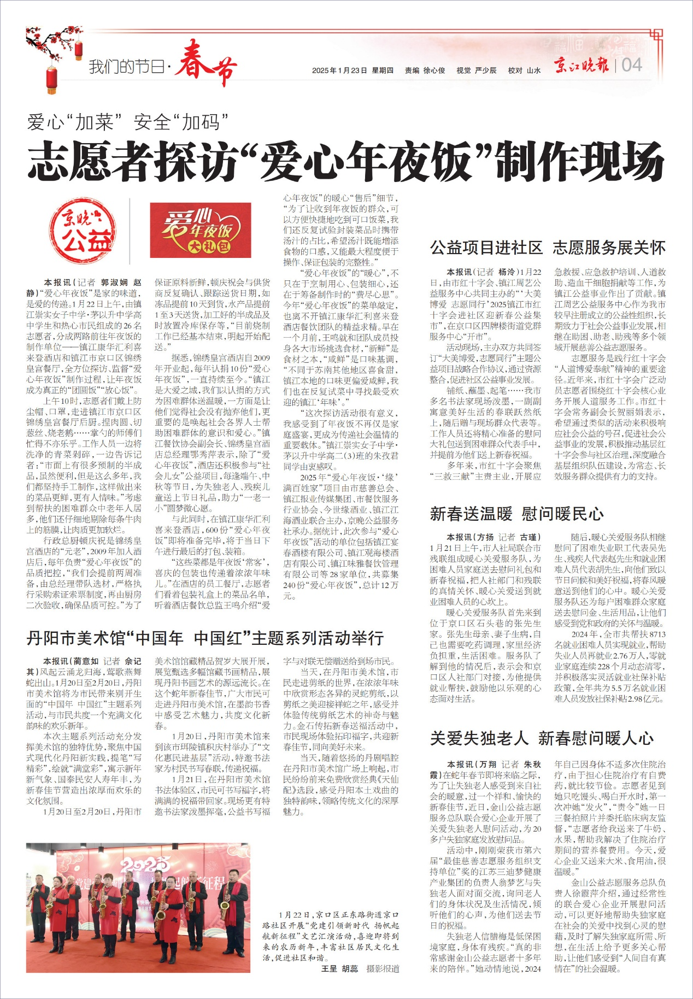 我们的节日·春节
2025年1月23日 星期四 责编 徐心俊 视觉 严少辰 校对 山水
京江晚报 04
爱心“加菜” 安全“加码”
志愿者探访“爱心年夜饭”制作现场
京晚
公益
爱心
年夜饭
大礼包
本报讯(记者 郭淑娴 赵
静)“爱心年夜饭”是家的味道，
是爱的传递。1月22日上午，由镇
江崇实女子中学·茅以升中学高
中学生和热心市民组成的26名
志愿者，分成两路前往年夜饭的
制作单位——镇江康华汇利喜
来登酒店和镇江市京口区锦绣
皇宫餐厅，全方位探访、监督“爱
心年夜饭”制作过程，让年夜饭
成为真正的“团圆饭”“放心饭”。
上午10时，志愿者们戴上防
尘帽、口罩，走进镇江市京口区
锦绣皇宫餐厅后厨。捏肉圆、切
葱丝、烧老鹅……掌勺的师傅们
忙得不亦乐乎。工作人员一边将
洗净的青菜剁碎，一边告诉记
者：“市面上有很多预制的半成
品，虽然便利，但是这么多年，我
们都坚持手工制作，这样做出来
的菜品更鲜，更有人情味。”考虑
到帮扶的困难群众中老年人居
多，他们还仔细地剔除每条牛肉
上的筋膜，让肉质更加软烂。
行政总厨顿庆祝是锦绣皇
宫酒店的“元老”，2009年加入酒
店后，每年负责“爱心年夜饭”的
品质把控，“我们会提前两周准
备，由总经理带队选材，严格执
行采购索证索票制度，再由厨房
二次验收，确保品质可控。”为了
保证原料新鲜，顿庆祝会与供货
商反复确认、跟踪送货日期，如
冻品提前10天到货，水产品提前
1至3天送货，加工好的半成品及
时放置冷库保存等，“目前烧制
工作已经基本结束，明起开始配
送。”
据悉，锦绣皇宫酒店自2009
年开业起，每年认捐10份“爱心
年夜饭”，一直持续至今。“镇江
是大爱之城，我们以认捐的方式
为困难群体送温暖，一方面是让
他们觉得社会没有抛弃他们，更
重要的是唤起社会各界人士帮
助困难群体的意识和爱心。”镇
江餐饮协会副会长、锦绣皇宫酒
店总经理鄂秀萍表示，除了“爱
心年夜饭”，酒店还积极参与“社
会儿女”公益项目，每逢端午、中
秋等节日，为失独老人、残疾儿
童送上节日礼品，助力“一老一
小”圆梦微心愿。
与此同时，在镇江康华汇利
喜来登酒店，600份“爱心年夜
饭”即将准备完毕，将于当日下
午进行最后的打包、装箱。
“这些菜都是年夜饭‘常客’，
喜庆的包装也传递着浓浓年味
儿。”在酒店的员工餐厅，志愿者
们看着包装礼盒上的菜品名单，
听着酒店餐饮总监王鸣介绍“爱
心年夜饭”的暖心“售后”细节，
“为了让收到年夜饭的群众，可
以方便快捷地吃到可口饭菜，我
们还反复试验封装菜品时携带
汤汁的占比，希望汤汁既能增添
食物的口感，又能最大程度便于
操作、保证包装的完整性。”
“爱心年夜饭”的“暖心”，不
只在于烹制用心、包装细心，还
在于筹备制作时的“费尽心思”。
今年“爱心年夜饭”的菜单敲定，
也离不开镇江康华汇利喜来登
酒店餐饮团队的精益求精。早在
一个月前，王鸣就和团队成员投
身各大市场挑选食材，“新鲜”是
食材之本，“咸鲜”是口味基调，
“不同于苏南其他地区喜食甜，
镇江本地的口味更偏爱咸鲜，我
们也在反复试菜中寻找最受欢
迎的镇江‘年味’。”
“这次探访活动很有意义，
我感受到了年夜饭不再仅是家
庭盛宴，更成为传递社会温情的
重要载体。”镇江崇实女子中学·
茅以升中学高二(3)班的朱孜君
同学由衷感叹。
2025年“爱心年夜饭·‘缘’
满百姓家”项目由市慈善总会、
镇江报业传媒集团、市餐饮服务
行业协会、今世缘酒业、镇江江
海酒业联合主办，京晚公益服务
社承办。据统计，此次参与“爱心
年夜饭”活动的单位包括镇江宴
春酒楼有限公司、镇江观海楼酒
店有限公司、镇江味雅餐饮管理
有限公司等28家单位，共募集
240份“爱心年夜饭”，总计12万
元。
公益项目进社区 志愿服务展关怀
本报讯(记者 杨泠)1月22
日，由市红十字会、镇江周艺公
益服务中心共同主办的“‘大美
博爱 志愿同行’2025镇江市红
十字会进社区迎新春公益集
市”，在京口区四牌楼街道党群
服务中心“开市”。
活动现场，主办双方共同签
订“大美博爱，志愿同行”主题公
益项目战略合作协议，通过资源
整合，促进社区公益事业发展。
铺纸、蘸墨、起笔……我市
多名书法家现场泼墨，一副副
寓意美好生活的春联跃然纸
上，随后赠与现场群众代表等。
工作人员还将精心准备的慰问
大礼包送到困难群众代表手中，
并提前为他们送上新春祝福。
多年来，市红十字会聚焦
“三救三献”主责主业，开展应
急救援、应急救护培训、人道救
助、造血干细胞捐献等工作，为
镇江公益事业作出了贡献。镇
江周艺公益服务中心作为我市
较早注册成立的公益性组织，长
期致力于社会公益事业发展，相
继在助困、助老、助残等多个领
域开展慈善公益志愿服务。
志愿服务是践行红十字会
“人道博爱奉献”精神的重要途
径。近年来，市红十字会广泛动
员志愿者围绕红十字会核心业
务开展人道服务工作。市红十
字会常务副会长贺丽娟表示，
希望通过类似的活动来积极响
应社会公益的号召，促进社会公
益事业的发展，积极推动基层红
十字会参与社区治理，深度融合
基层组织队伍建设，为常态、长
效服务群众提供有力的支持。
新春送温暖 慰问暖民心
本报讯(方扬 记者 古瑾)
1月21日上午，市人社局联合市
残联组成暖心关爱服务队，为
困难人员家庭送去慰问礼包和
新春祝福，把人社部门和残联
的真情关怀、暖心关爱送到就
业困难人员的心坎上。
暖心关爱服务队首先来到
位于京口区石头巷的张先生
家。张先生母亲、妻子生病，自
己也需要吃药调理，家里经济
负担重，生活困难。服务队了
解到他的情况后，表示会和京
口区人社部门对接，为他提供
就业帮扶，鼓励他以乐观的心
态面对生活。
随后，暖心关爱服务队相继
慰问了困难失业职工代表吴先
生、残疾人代表赵先生和就业困
难人员代表胡先生，向他们致以
节日问候和美好祝福，将春风暖
意送到他们的心中。暖心关爱
服务队还为每户困难群众家庭
送去慰问金、生活用品，让他们
感受到党和政府的关怀与温暖。
2024年，全市共帮扶8713
名就业困难人员实现就业，帮助
失业人员再就业2.76万人，零就
业家庭连续228个月动态清零，
并积极落实灵活就业社保补贴
政策，全年共为5.5万名就业困
难人员发放社保补贴2.98亿元。
丹阳市美术馆“中国年 中国红”主题系列活动举行
本报讯(蔺意如 记者 佘记
其)风起云涌龙归海，莺歌燕舞
蛇出山。1月20日至2月20日，丹阳
市美术馆将为市民带来别开生
面的“中国年 中国红”主题系列
活动，与市民共度一个充满文化
韵味的欢乐新年。
本次主题系列活动充分发
挥美术馆的独特优势，聚焦中国
式现代化丹阳新实践，提笔“写
精彩”，绘就“满堂彩”，寓示新年
新气象、国泰民安人寿年丰，为
新春佳节营造出浓厚而欢乐的
文化氛围。
1月20日至2月20日，丹阳市
美术馆馆藏精品贺岁大展开展，
展览甄选多幅馆藏书画精品，展
现丹阳书画艺术的源远流长。在
这个蛇年新春佳节，广大市民可
走进丹阳市美术馆，在墨韵书香
中感受艺术魅力，共度文化新
春。
1月20日，丹阳市美术馆来
到该市珥陵镇积庆村举办了“文
化惠民进基层”活动，特邀书法
家为村民书写春联，传递祝福。
1月21日，在丹阳市美术馆
书法体验区，市民可书写福字，将
满满的祝福带回家。现场更有特
邀书法家泼墨挥毫，公益书写福
字与对联无偿赠送给到场市民。
当天，在丹阳市美术馆，市
民走进剪纸的世界，在浓浓年味
中欣赏形态各异的灵蛇剪纸，以
剪纸之美迎接祥蛇之年，感受并
体验传统剪纸艺术的神奇与魅
力。金石传拓新春送福活动中，
市民现场体验拓印福字，共迎新
春佳节，同向美好未来。
当天，随着悠扬的丹剧唱腔
在丹阳市美术馆广场上响起，市
民纷纷前来免费欣赏经典《天仙
配》选段，感受丹阳本土戏曲的
独特韵味，领略传统文化的深厚
魅力。
关爱失独老人 新春慰问暖人心
本报讯(万翔 记者 朱秋
霞)在蛇年春节即将来临之际，
为了让失独老人感受到来自社
会的暖意，过一个祥和、愉快的
新春佳节，近日，金山公益志愿
服务总队联合爱心企业开展了
关爱失独老人慰问活动，为20
多户失独家庭发放慰问品。
活动中，刚刚荣获市第六
届“最佳慈善志愿服务组织支
持单位”奖的江苏三迪梦健康
产业集团的负责人翁梦艺与失
独老人面对面交流，询问老人
们的身体状况及生活情况，倾
听他们的心声，为他们送去节
日的祝福。
失独老人信腊梅是低保困
境家庭，身体有残疾。“真的非
常感谢金山公益志愿者十多年
来的陪伴。”她动情地说，2024
年自己因身体不适多次住院治
疗，由于担心住院治疗有自费
药，就比较节俭。志愿者见到
她只吃馒头、喝白开水时，第一
次冲她“发火”，“责令”她一日
三餐拍照片并委托临床病友监
督，“志愿者给我送来了牛奶、
水果，帮助我解决了住院治疗
期间的营养餐费用。今天，爱
心企业又送来大米、食用油，很
温暖。”
金山公益志愿服务总队负
责人徐霞萍介绍，通过经常性
的联合爱心企业开展慰问活
动，可以更好地帮助失独家庭
在社会的关爱中找到心灵的慰
藉，及时了解失独家庭所需、所
想，在生活上给予更多关心帮
助，让他们感受到“人间自有真
情在”的社会温暖。
2025
1月22日，京口区正东路街道京口
路社区开展“党建引领新时代 扬帆起
航新征程”文艺汇演活动，喜迎即将到
来的农历新年，丰富社区居民文化生
活，促进社区和谐。
王呈 胡蕊 摄影报道